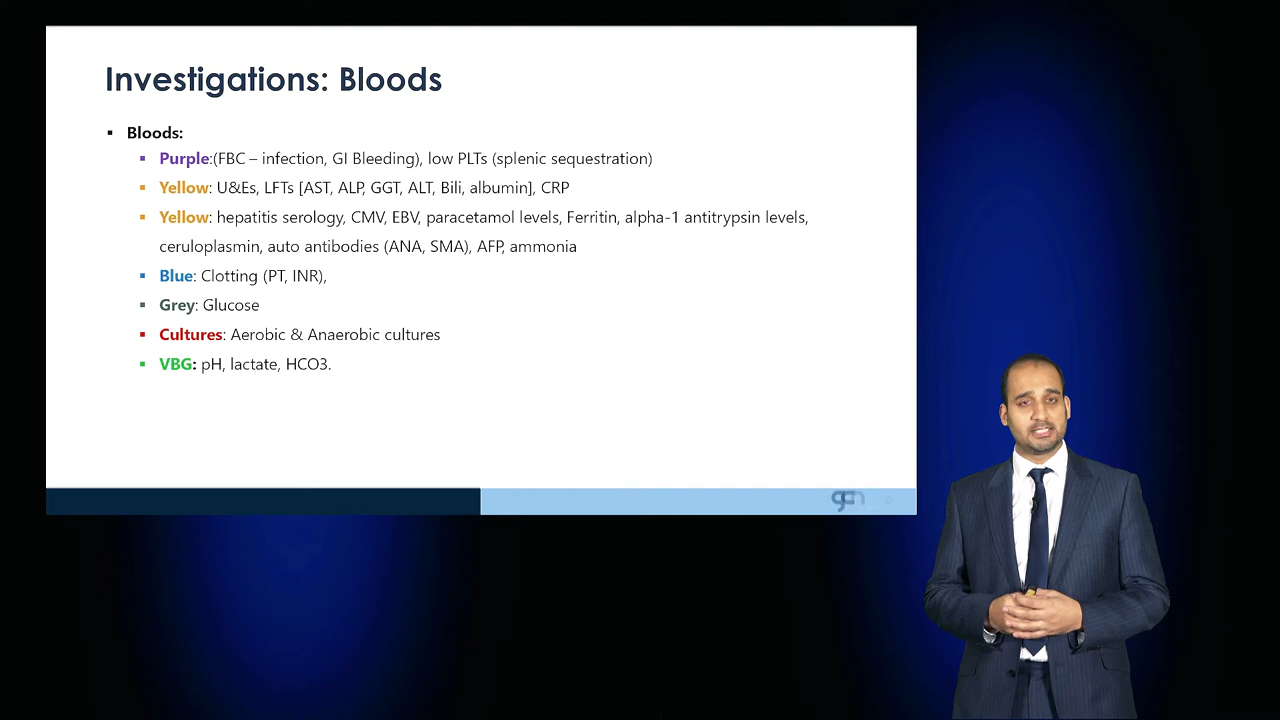 Investigations: Bloods
▪ Bloods:
▪ Purple:(FBC – infection, GI Bleeding), low PLTs (splenic sequestration)
▪ Yellow: U&Es, LFTs [AST, ALP, GGT, ALT, Bili, albumin], CRP
▪ Yellow: hepatitis serology, CMV, EBV, paracetamol levels, Ferritin, alpha-1 antitrypsin levels,
ceruloplasmin, auto antibodies (ANA, SMA), AFP, ammonia
▪ Blue: Clotting (PT, INR),
▪ Grey: Glucose
▪ Cultures: Aerobic & Anaerobic cultures
▪ VBG: pH, lactate, HCO3.